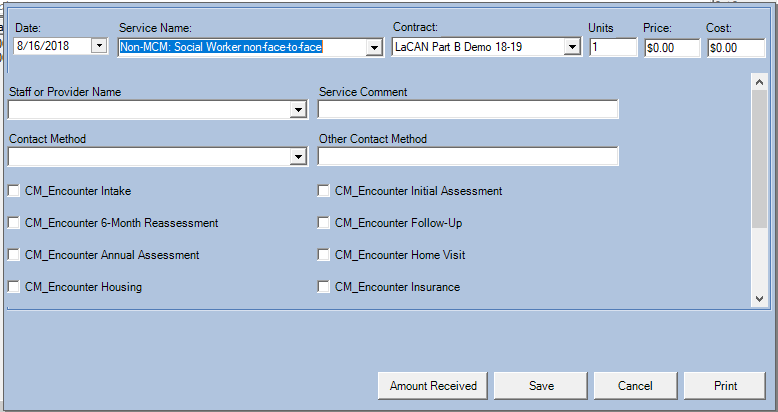 Date: Service Name: Contract: Units Price: Cost:
8/16/2018 Non-MCM: Social Worker non-face-to-face LaCAN Part B Demo 18-19 1 $0.00 $0.00
Staff or Provider Name Service Comment
Contact Method Other Contact Method
CM_Encounter Intake CM_Encounter Initial Assessment
CM_Encounter 6-Month Reassessment CM_Encounter Follow-Up
CM_Encounter Annual Assessment CM_Encounter Home Visit
CM_Encounter Housing CM_Encounter Insurance
Amount Received Save Cancel Print